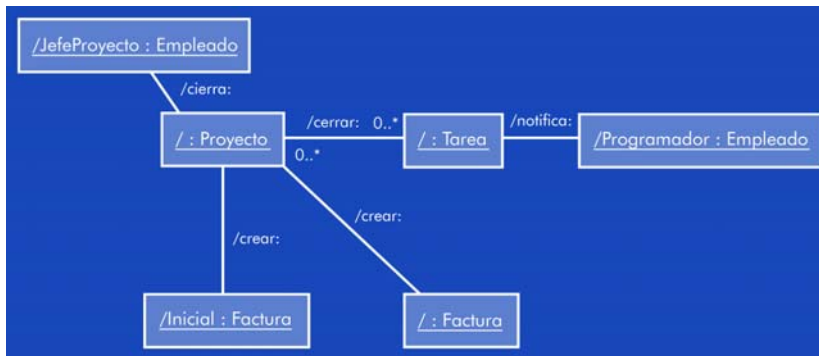 /JefeProyecto : Empleado
/cierra:
/ : Proyecto
/cerrar: 0..*
/ : Tarea
/notifica:
/Programador : Empleado
0..*
/crear:
/crear:
/Inicial : Factura
/ : Factura